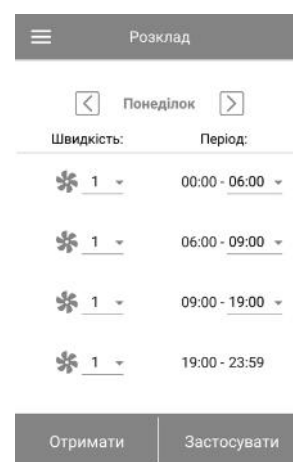 Розклад
Понеділок
Швидкість: Період:
1 00:00 - 06:00
1 06:00 - 09:00
1 09:00 - 19:00
1 19:00 - 23:59
Отримати Застосувати